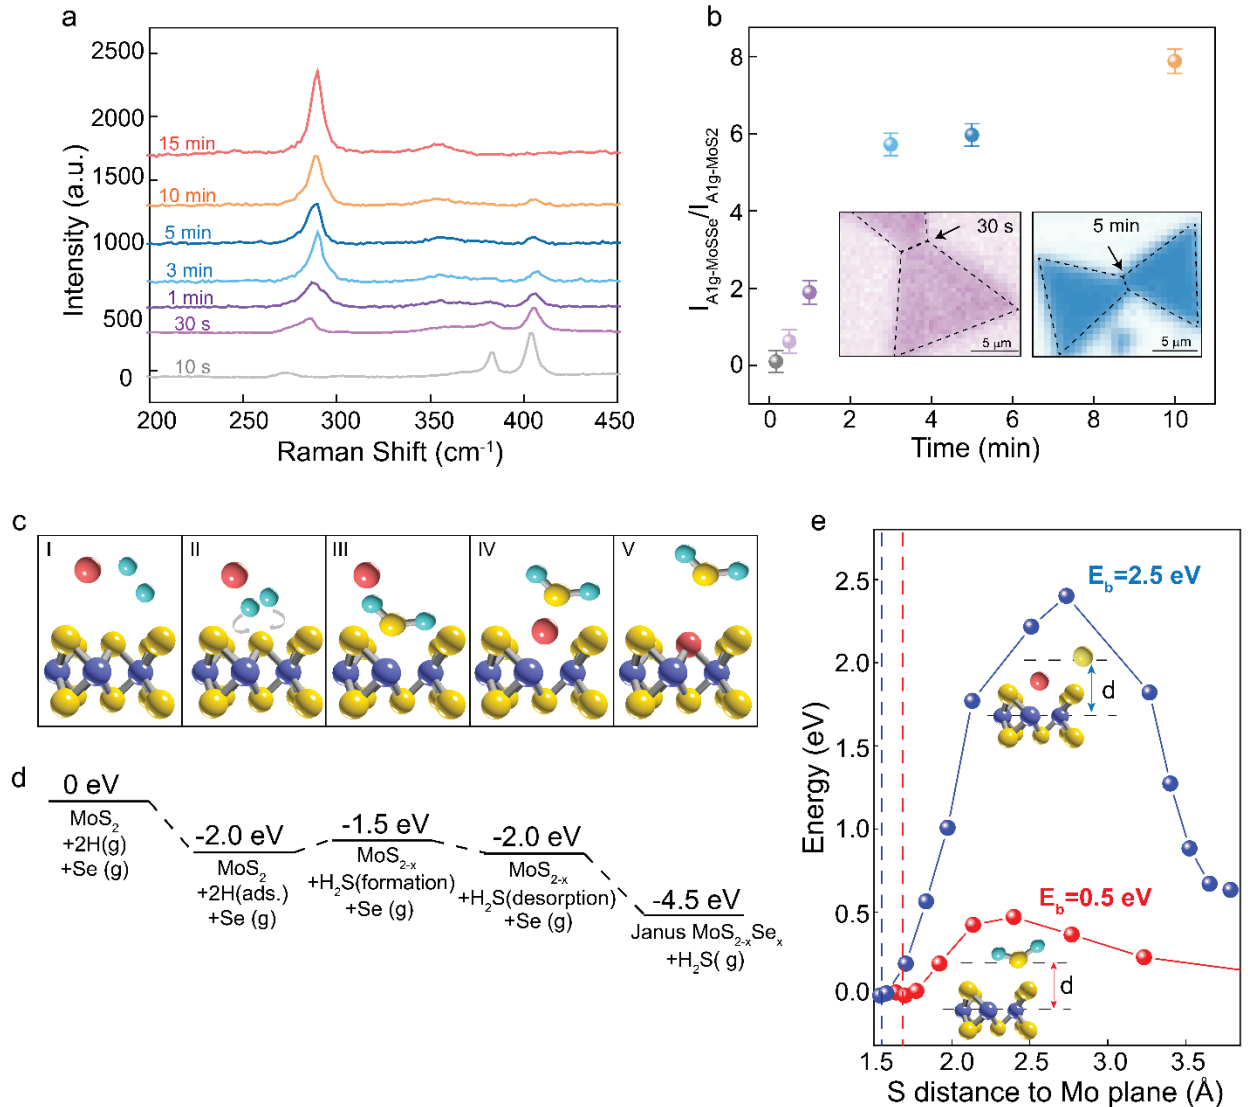 a
2500
2000
1500
1000
500
0
Intensity (a.u.)
15 min
10 min
5 min
3 min
1 min
30 s
10 s
200 250 300 350 400 450
Raman Shift (cm⁻¹)
b
8
6
4
2
0
I_A1g-MoSSe/I_A1g-MoS2
30 s
5 μm
5 min
5 μm
0 2 4 6 8 10
Time (min)
c
I II III IV V
d
0 eV
MoS₂
+2H(g)
+Se (g)
-2.0 eV
MoS₂
+2H(ads.)
+Se (g)
-1.5 eV
MoS₂₋ₓ
+H₂S(formation)
+Se (g)
-2.0 eV
MoS₂₋ₓ
+H₂S(desorption)
+Se (g)
-4.5 eV
Janus MoS₂₋ₓSeₓ
+H₂S( g)
e
2.5
2.0
1.5
1.0
0.5
0.0
Energy (eV)
E_b=2.5 eV
d
E_b=0.5 eV
d
1.5 2.0 2.5 3.0 3.5
S distance to Mo plane (Å)